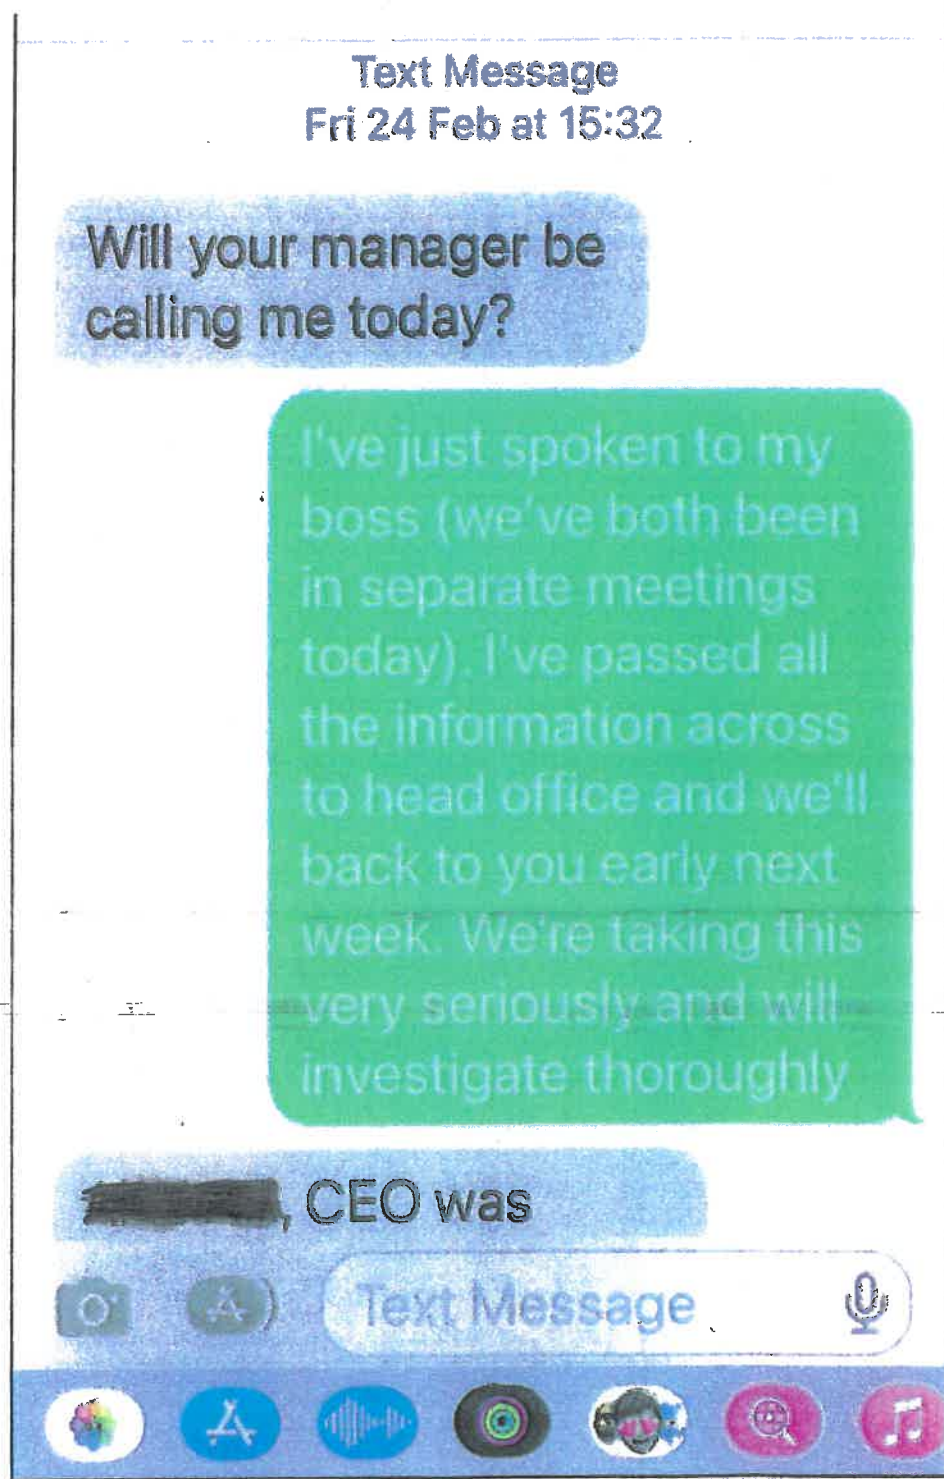 Text Message
Fri 24 Feb at 15:32
Will your manager be
calling me today?
I've just spoken to my
boss (we've both been
in separate meetings
today). I've passed all
the information across
to head office and we'll
back to you early next
week. We're taking this
very seriously and will
investigate thoroughly
, CEO was
Text Message